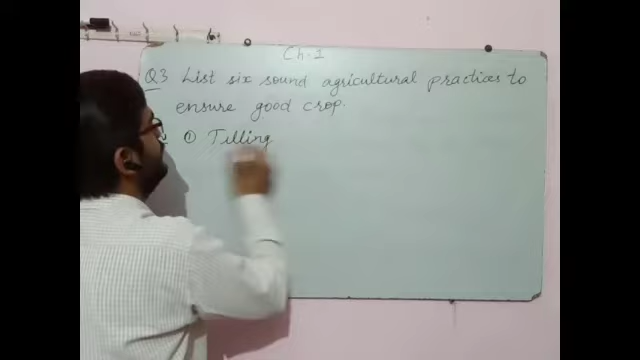 Ch-1
Q3 List six sound agricultural practices to
ensure good crop.
① Tilling